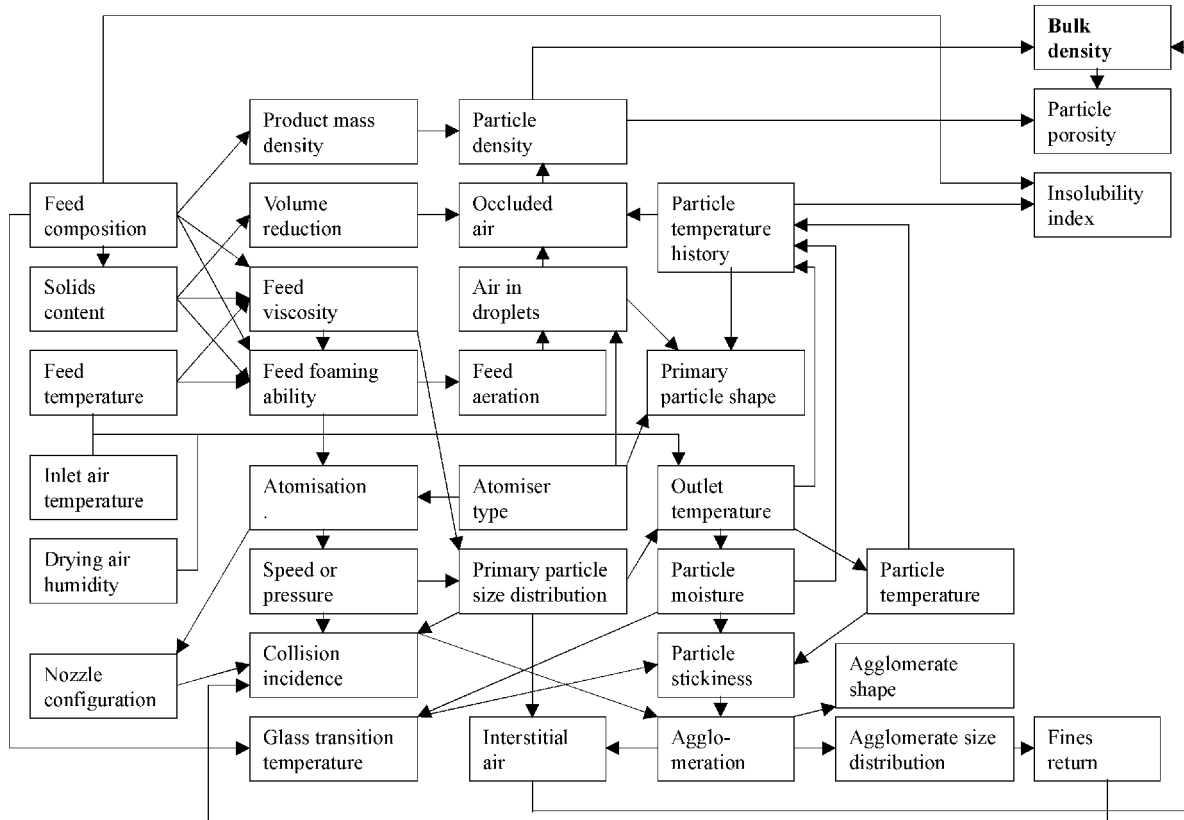 Bulk
density
Product mass
density
Particle
density
Particle
porosity
Feed
composition
Volume
reduction
Occluded
air
Particle
temperature
history
Insolubility
index
Solids
content
Feed
viscosity
Air in
droplets
Feed
temperature
Feed foaming
ability
Feed
aeration
Primary
particle shape
Inlet air
temperature
Atomisation
.
Atomiser
type
Outlet
temperature
Drying air
humidity
Speed or
pressure
Primary particle
size distribution
Particle
moisture
Particle
temperature
Nozzle
configuration
Collision
incidence
Particle
stickiness
Agglomerate
shape
Glass transition
temperature
Interstitial
air
Agglo-
meration
Agglomerate size
distribution
Fines
return